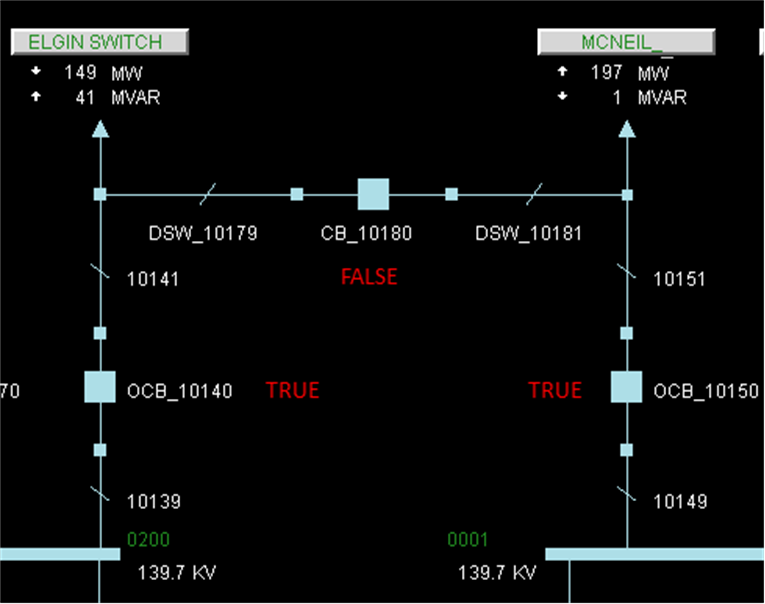 ELGIN SWITCH
MCNEIL_
149 MW
197 MW
41 MVAR
1 MVAR
DSW_10179
CB_10180
DSW_10181
10141
FALSE
10151
70
OCB_10140
TRUE
TRUE
OCB_10150
10139
10149
0200
0001
139.7 KV
139.7 KV